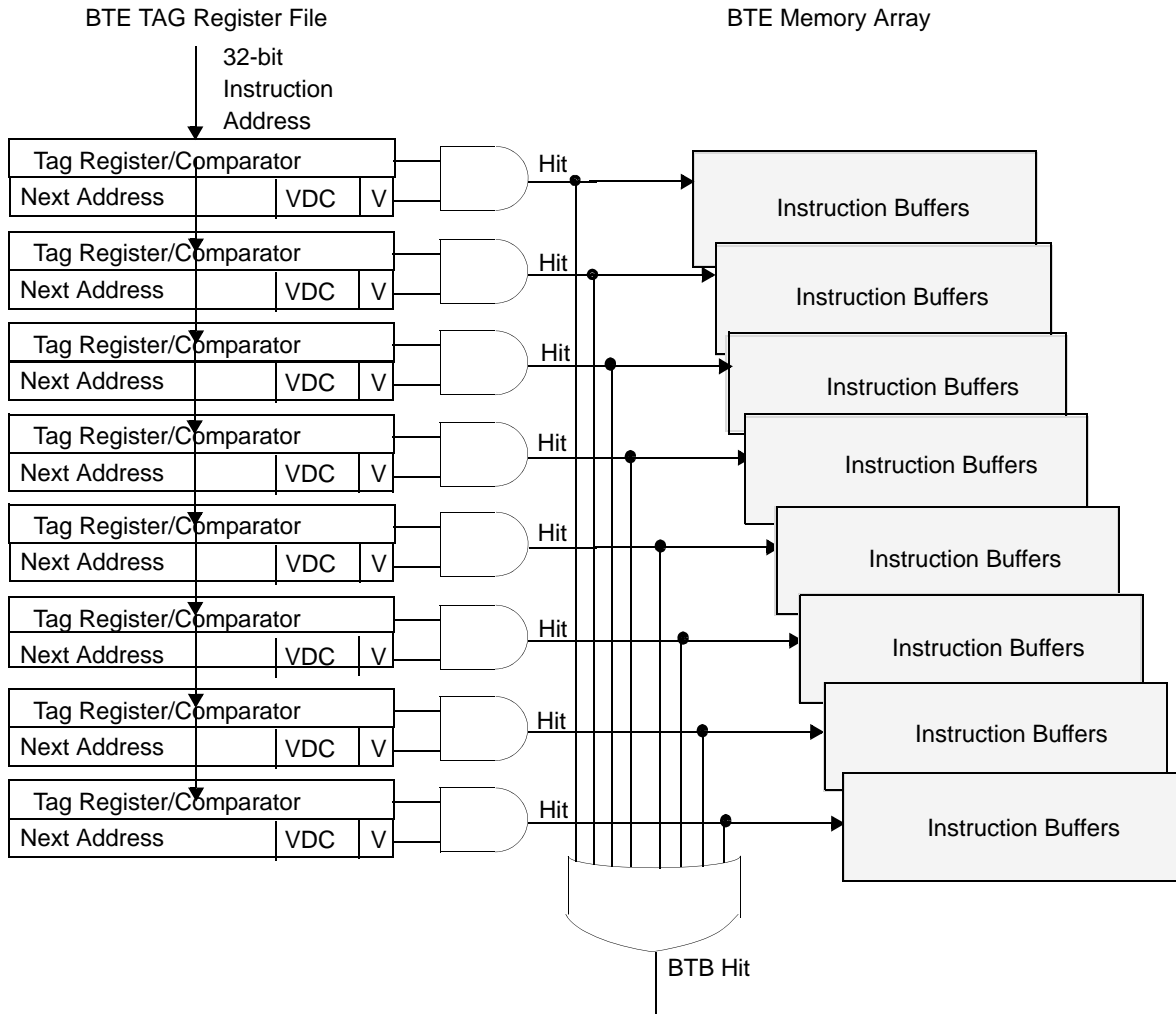 BTE TAG Register File
BTE Memory Array
32-bit
Instruction
Address
Tag Register/Comparator
Hit
Next Address VDC V
Instruction Buffers
Tag Register/Comparator
Hit
Next Address VDC V
Instruction Buffers
Tag Register/Comparator
Hit
Next Address VDC V
Instruction Buffers
Tag Register/Comparator
Hit
Next Address VDC V
Instruction Buffers
Tag Register/Comparator
Hit
Next Address VDC V
Instruction Buffers
Tag Register/Comparator
Hit
Next Address VDC V
Instruction Buffers
Tag Register/Comparator
Hit
Next Address VDC V
Instruction Buffers
Tag Register/Comparator
Hit
Next Address VDC V
Instruction Buffers
BTB Hit